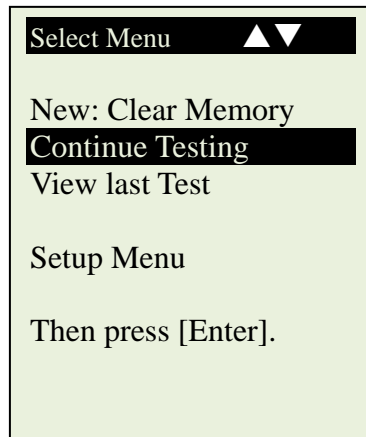 Select Menu ▲▼
New: Clear Memory
Continue Testing
View last Test
Setup Menu
Then press [Enter].